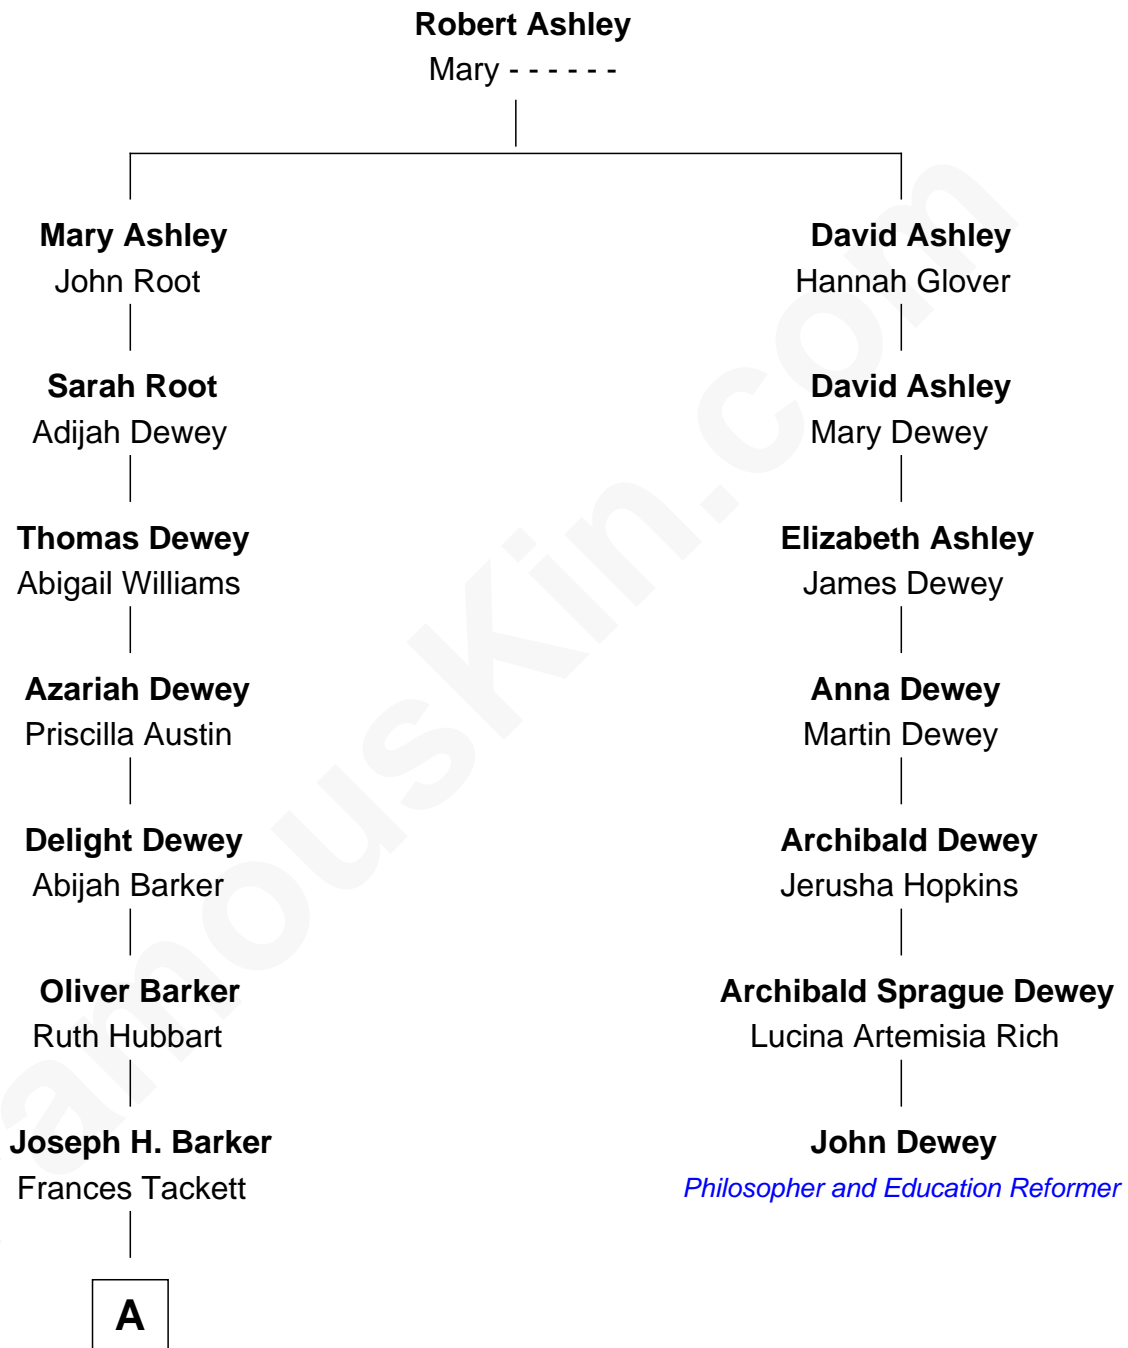 Robert Ashley
Mary - - - - - -
Mary Ashley
John Root
David Ashley
Hannah Glover
Sarah Root
Adijah Dewey
David Ashley
Mary Dewey
Thomas Dewey
Abigail Williams
Elizabeth Ashley
James Dewey
Azariah Dewey
Priscilla Austin
Anna Dewey
Martin Dewey
Delight Dewey
Abijah Barker
Archibald Dewey
Jerusha Hopkins
Oliver Barker
Ruth Hubbart
Archibald Sprague Dewey
Lucina Artemisia Rich
Joseph H. Barker
Frances Tackett
John Dewey
Philosopher and Education Reformer
A
amousKin.com